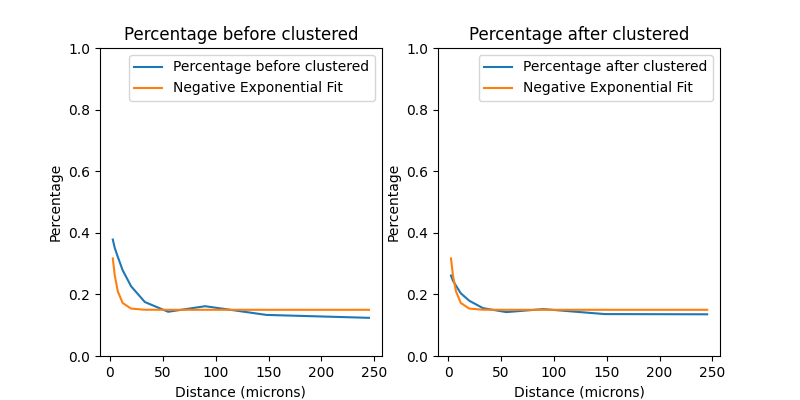 Percentage before clustered
Percentage before clustered
Negative Exponential Fit
Percentage
1.0
0.8
0.6
0.4
0.2
0.0
0
50
100
150
200
250
Distance (microns)
Percentage after clustered
Percentage after clustered
Negative Exponential Fit
Percentage
1.0
0.8
0.6
0.4
0.2
0.0
0
50
100
150
200
250
Distance (microns)